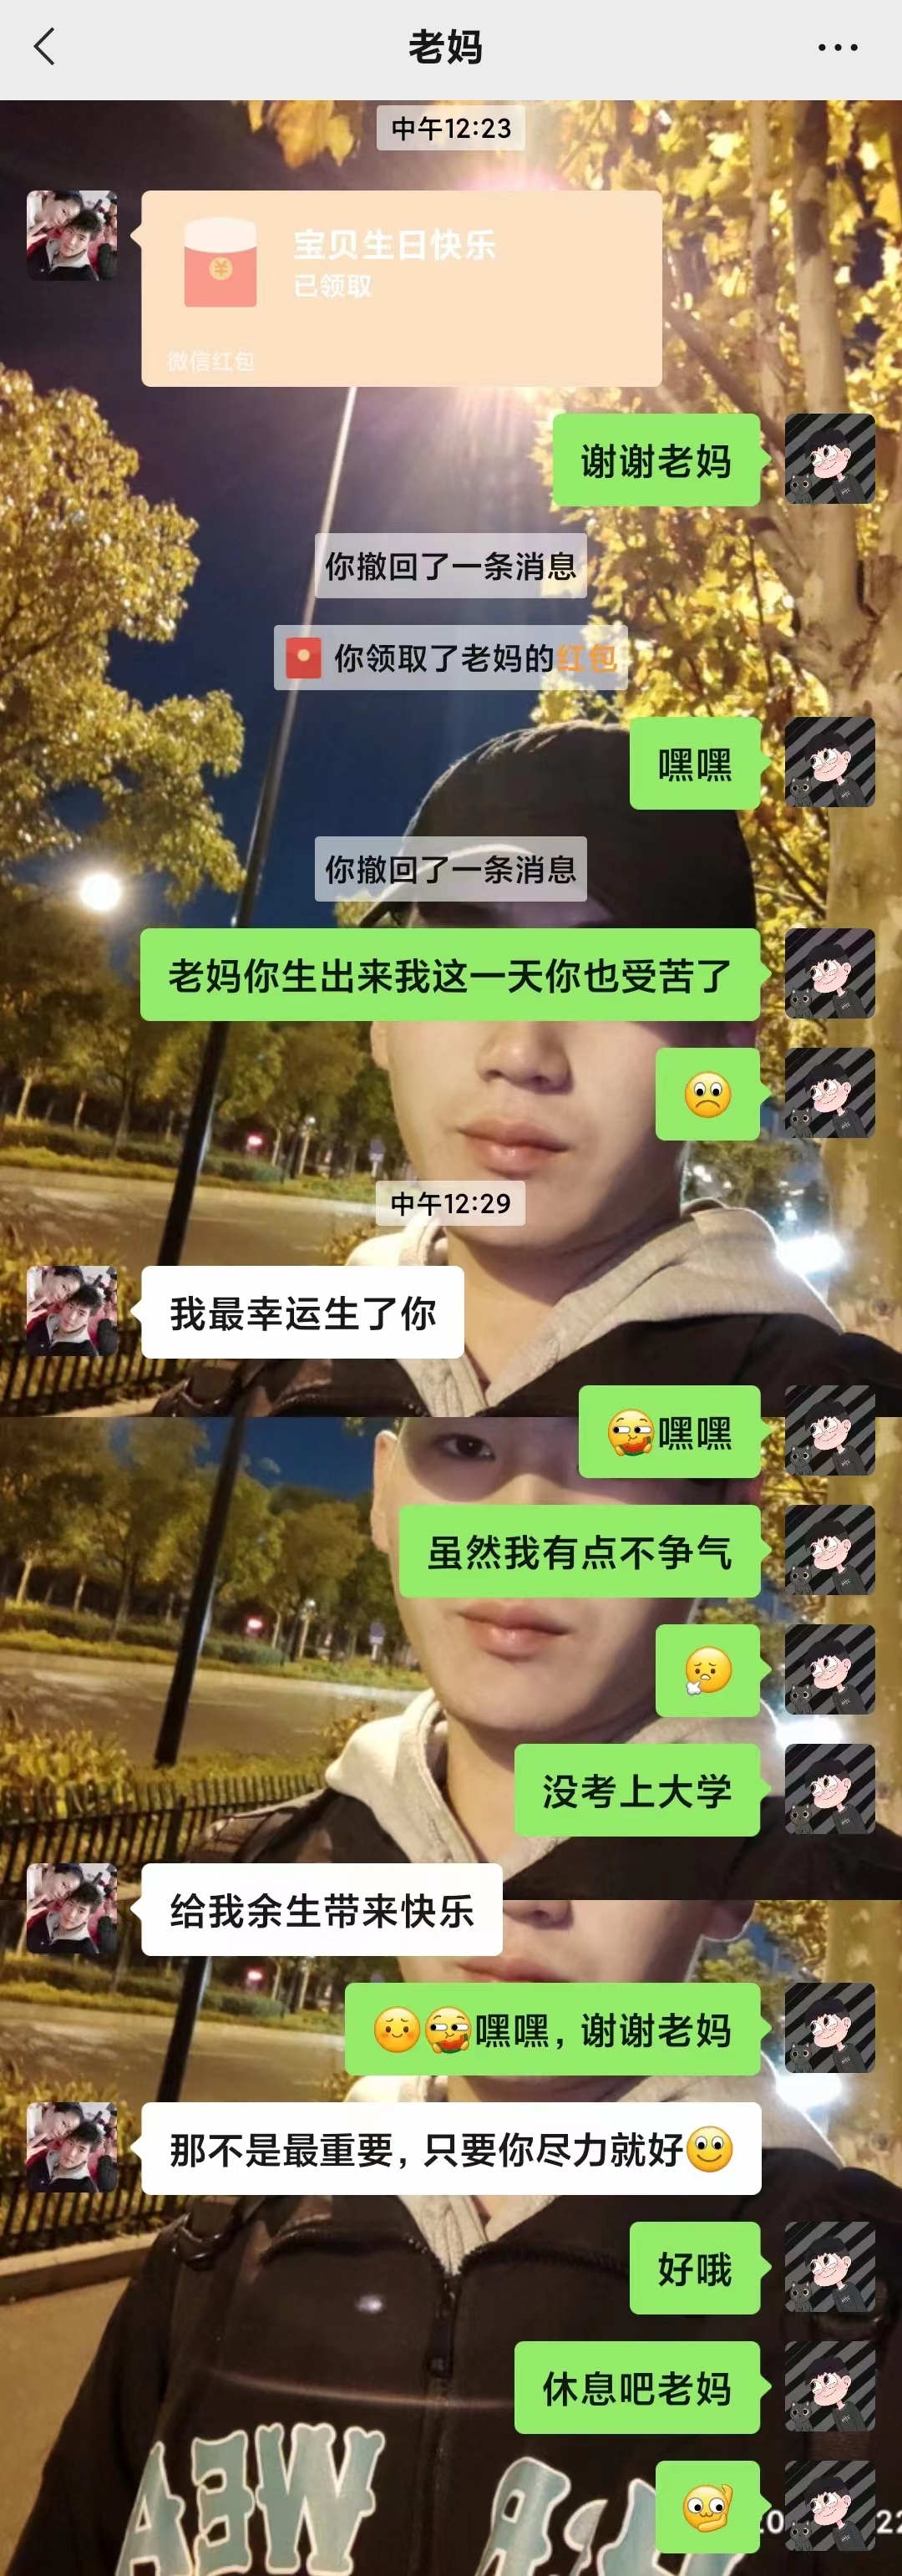 老妈
中午12:23
宝贝生日快乐
已领取
微信红包
谢谢老妈
你撤回了一条消息
你领取了老妈的红包
嘿嘿
你撤回了一条消息
老妈你生出来我这一天你也受苦了
中午12:29
我最幸运生了你
嘿嘿
虽然我有点不争气
没考上大学
给我余生带来快乐
嘿嘿，谢谢老妈
那不是最重要，只要你尽力就好
好哦
休息吧老妈